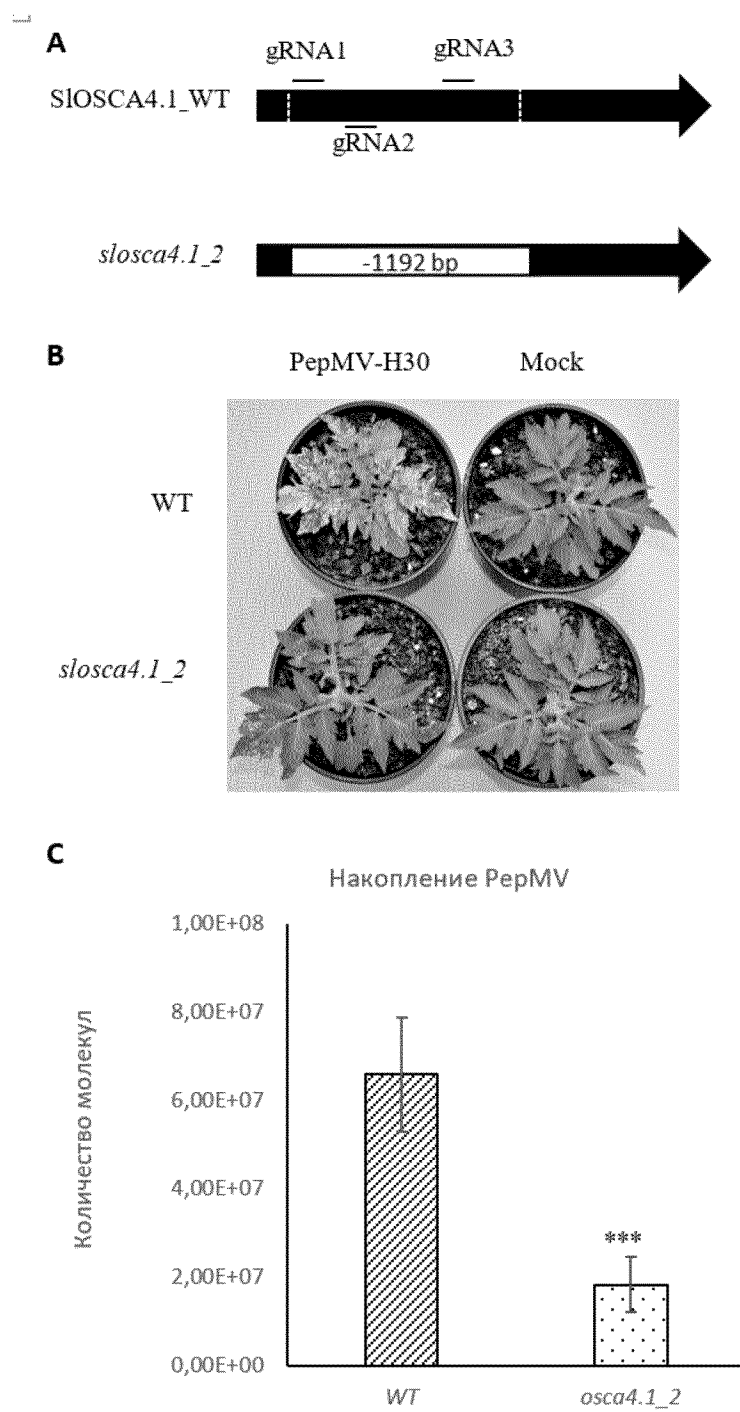 A
gRNA1
gRNA3
SlOSCA4.1_WT
gRNA2
slosca4.1_2
-1192 bp
B
PepMV-H30
Mock
WT
slosca4.1_2
C
Накопление PepMV
Количество молекул
1,00E+08
8,00E+07
6,00E+07
4,00E+07
2,00E+07
0,00E+00
***
WT
osca4.1_2